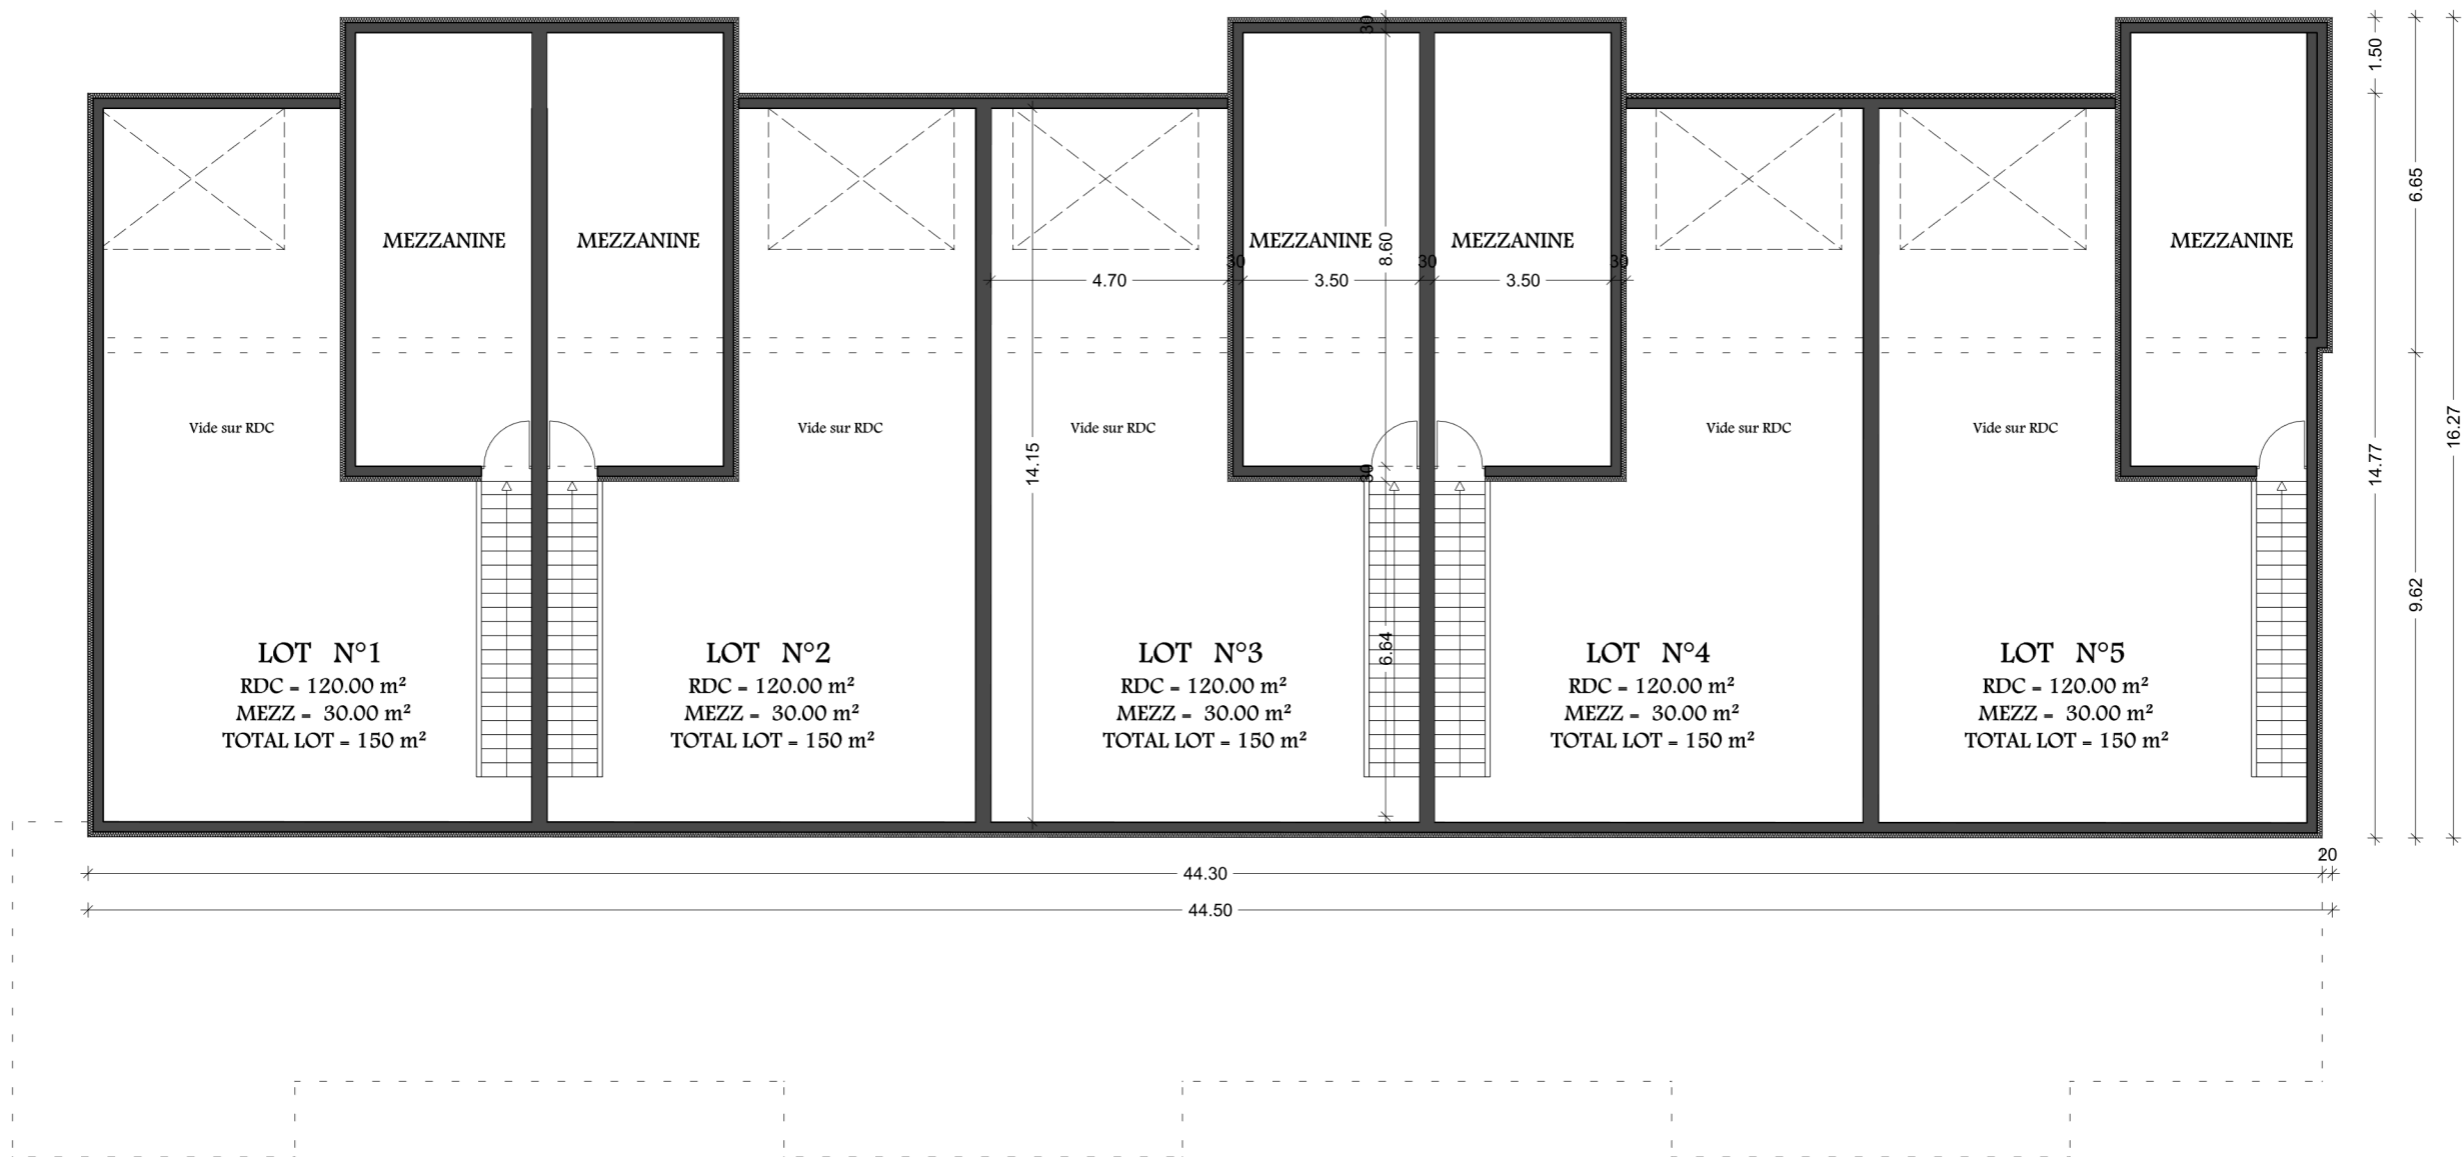 30
1.50
6.65
MEZZANINE
MEZZANINE
MEZZANINE
MEZZANINE
MEZZANINE
8.60
30
30
30
4.70
3.50
3.50
Vide sur RDC
Vide sur RDC
Vide sur RDC
Vide sur RDC
Vide sur RDC
14.15
30
14.77
16.27
9.62
6.64
LOT N°1
RDC = 120.00 m²
MEZZ = 30.00 m²
TOTAL LOT = 150 m²
LOT N°2
RDC = 120.00 m²
MEZZ = 30.00 m²
TOTAL LOT = 150 m²
LOT N°3
RDC = 120.00 m²
MEZZ = 30.00 m²
TOTAL LOT = 150 m²
LOT N°4
RDC = 120.00 m²
MEZZ = 30.00 m²
TOTAL LOT = 150 m²
LOT N°5
RDC = 120.00 m²
MEZZ = 30.00 m²
TOTAL LOT = 150 m²
20
44.30
44.50